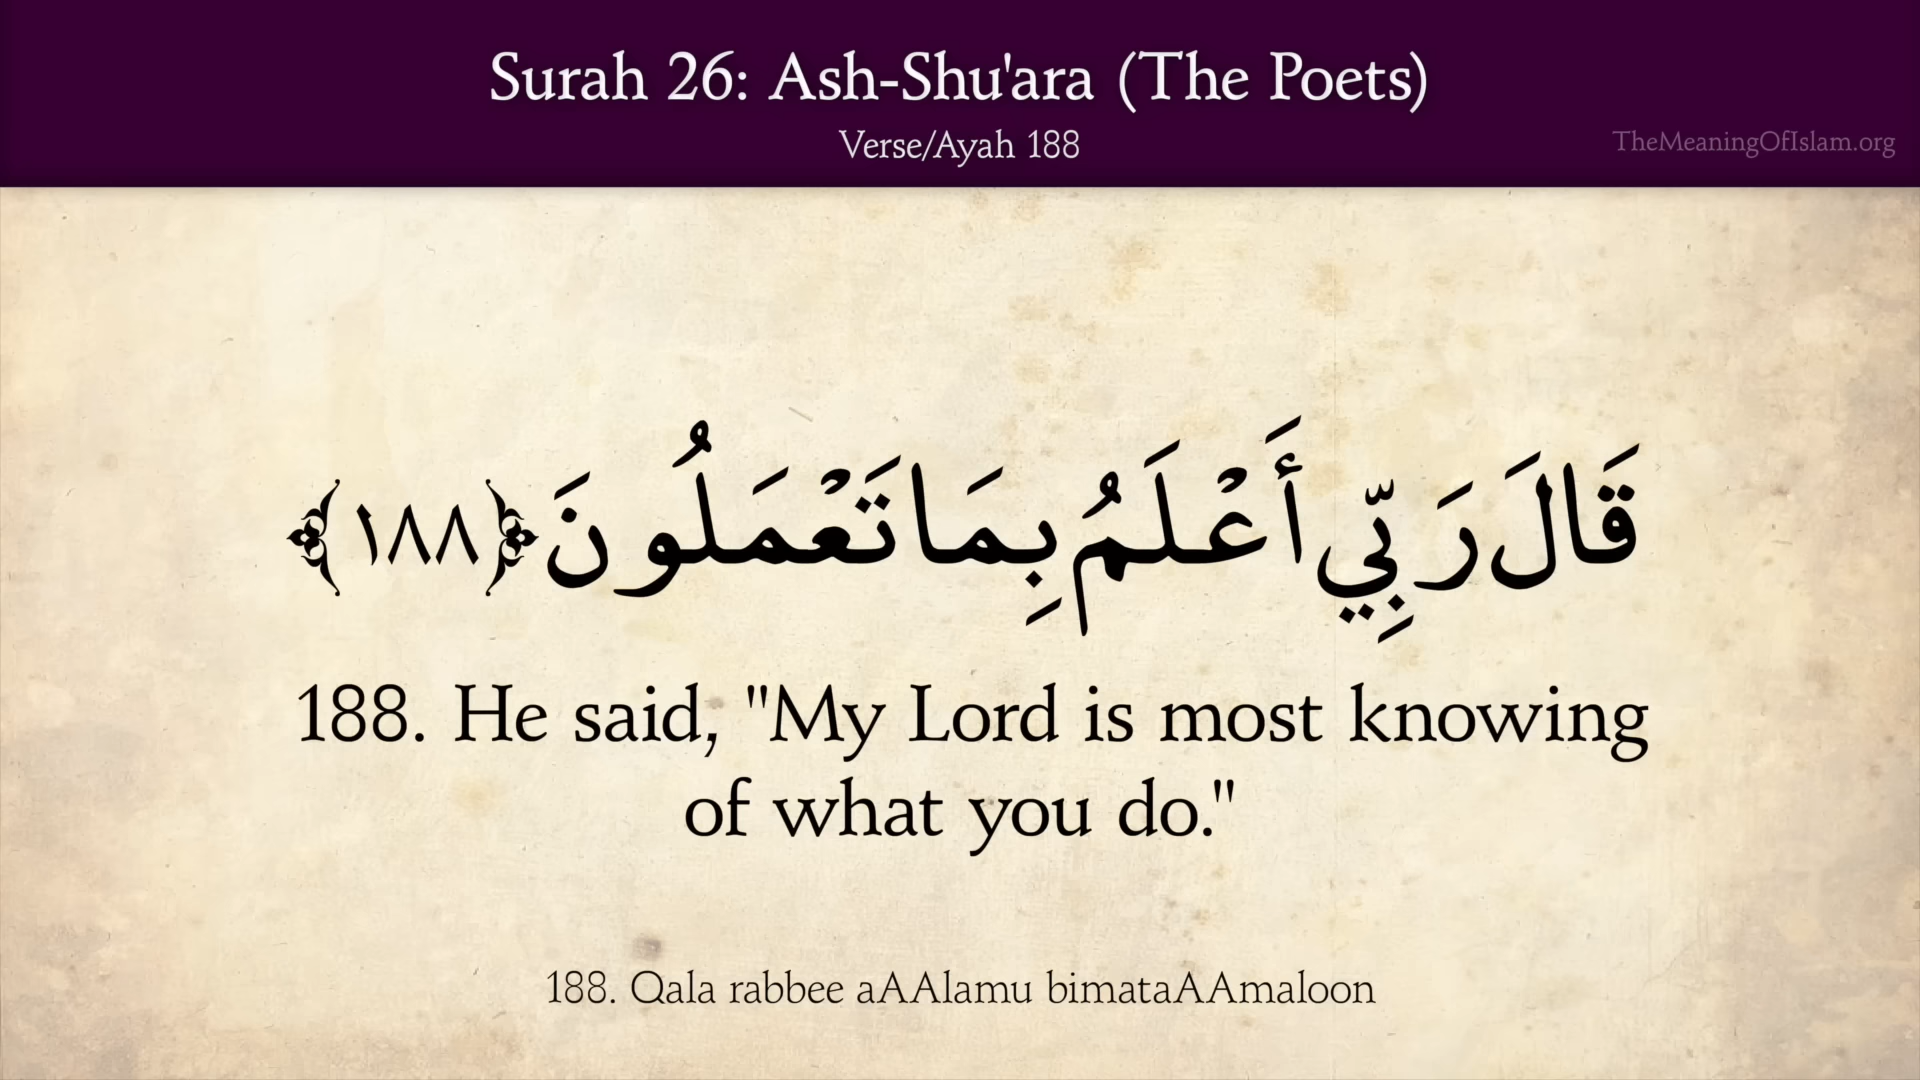 Surah 26: Ash-Shu'ara (The Poets)
Verse/Ayah 188
TheMeaningOfIslam.org
قَالَ رَبِّي أَعْلَمُ بِمَا تَعْمَلُونَ ﴿١٨٨﴾
188. He said, "My Lord is most knowing
of what you do."
188. Qala rabbee aAAlamu bimataAAmaloon